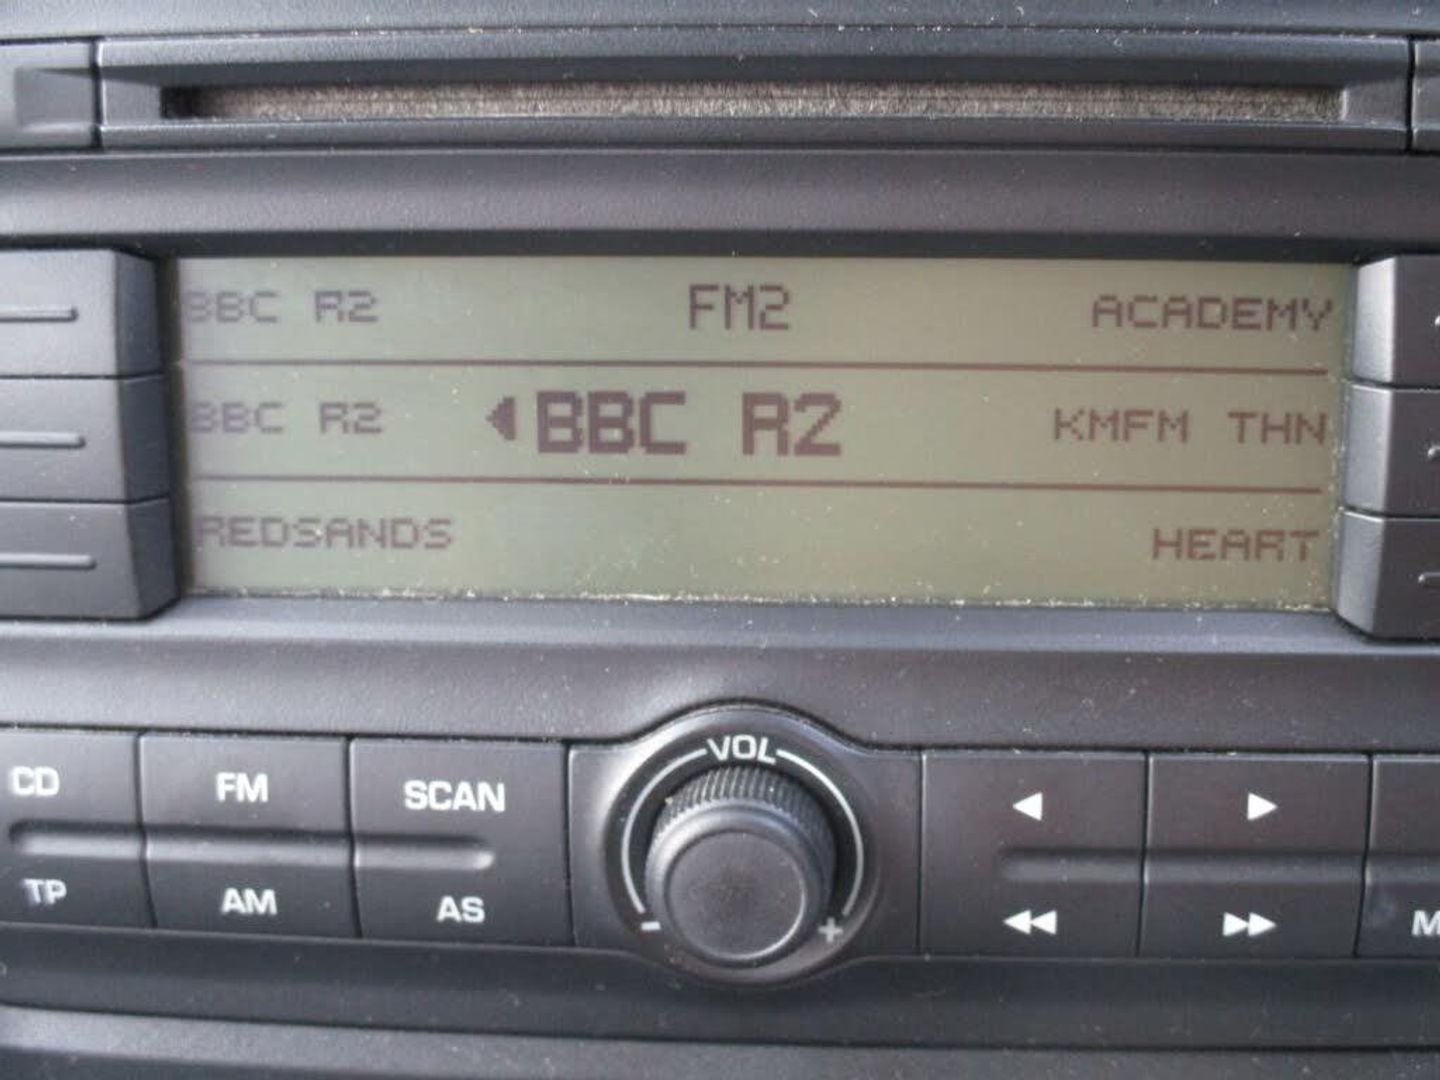 BBC R2 FM2 ACADEMY
BBC R2 BBC R2 KMFM THN
REDSANDS HEART
VOL
CD FM SCAN
TP AM AS
- +